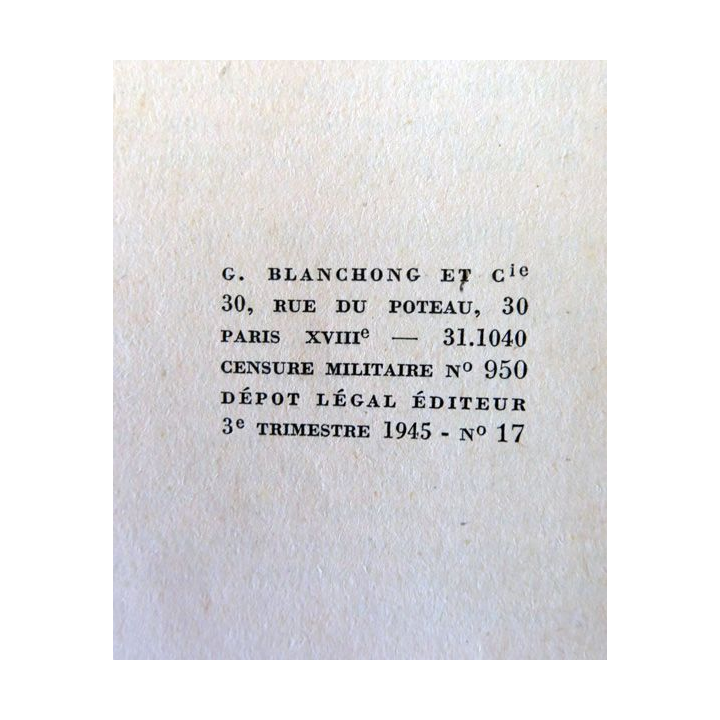 G. BLANCHONG ET Cie
30, RUE DU POTEAU, 30
PARIS XVIIIe — 31.1040
CENSURE MILITAIRE No 950
DÉPOT LÉGAL ÉDITEUR
3e TRIMESTRE 1945 - No 17